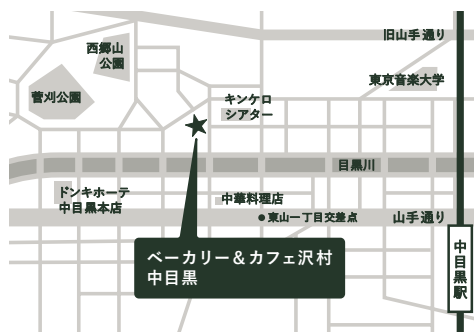 旧山手通り
西郷山
公園
東京音楽大学
菅刈公園
キンケロ
シアター
目黒川
ドンキホーテ
中目黒本店
中華料理店
東山一丁目交差点
山手通り
ベーカリー＆カフェ沢村
中目黒
中目黒駅